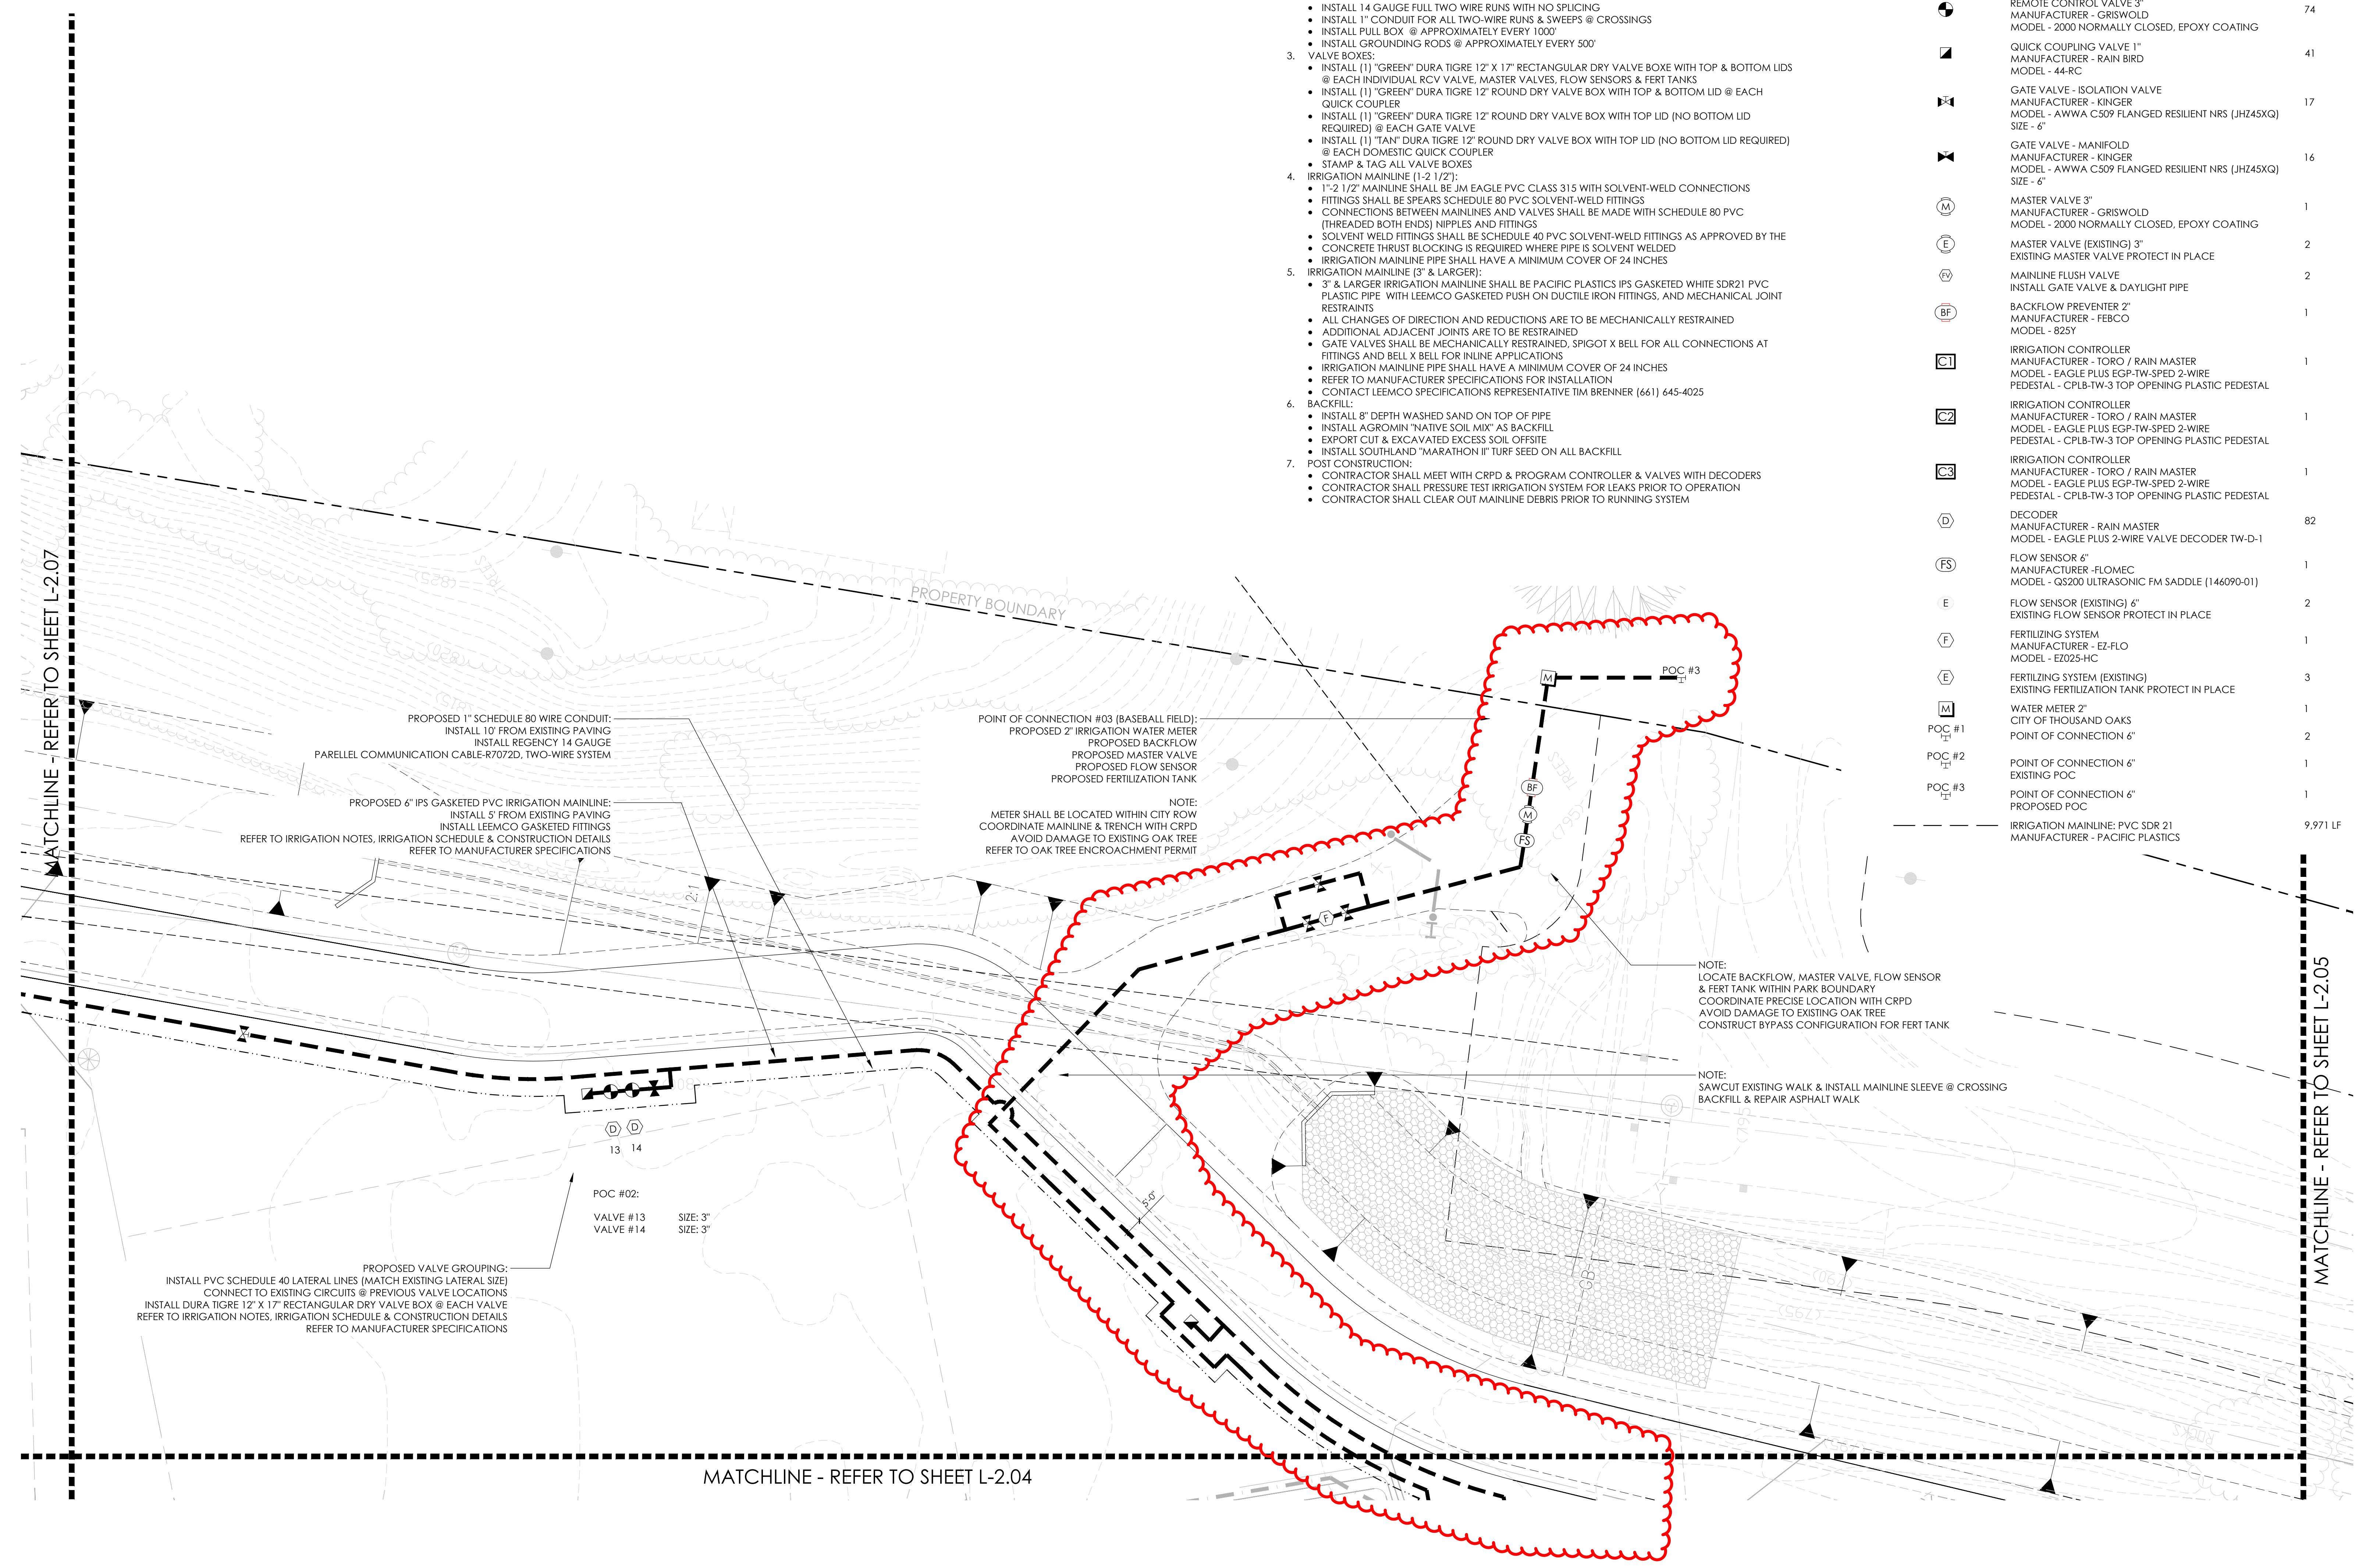 • INSTALL 14 GAUGE FULL TWO WIRE RUNS WITH NO SPLICING
• INSTALL 1" CONDUIT FOR ALL TWO-WIRE RUNS & SWEEPS @ CROSSINGS
• INSTALL PULL BOX @ APPROXIMATELY EVERY 1000'
• INSTALL GROUNDING RODS @ APPROXIMATELY EVERY 500'
3. VALVE BOXES:
• INSTALL (1) "GREEN" DURA TIGRE 12" X 17" RECTANGULAR DRY VALVE BOXE WITH TOP & BOTTOM LIDS
@ EACH INDIVIDUAL RCV VALVE, MASTER VALVES, FLOW SENSORS & FERT TANKS
• INSTALL (1) "GREEN" DURA TIGRE 12" ROUND DRY VALVE BOX WITH TOP & BOTTOM LID @ EACH
QUICK COUPLER
• INSTALL (1) "GREEN" DURA TIGRE 12" ROUND DRY VALVE BOX WITH TOP LID (NO BOTTOM LID
REQUIRED) @ EACH GATE VALVE
• INSTALL (1) "TAN" DURA TIGRE 12" ROUND DRY VALVE BOX WITH TOP LID (NO BOTTOM LID REQUIRED)
@ EACH DOMESTIC QUICK COUPLER
• STAMP & TAG ALL VALVE BOXES
4. IRRIGATION MAINLINE (1-2 1/2"):
• 1"-2 1/2" MAINLINE SHALL BE JM EAGLE PVC CLASS 315 WITH SOLVENT-WELD CONNECTIONS
• FITTINGS SHALL BE SPEARS SCHEDULE 80 PVC SOLVENT-WELD FITTINGS
• CONNECTIONS BETWEEN MAINLINES AND VALVES SHALL BE MADE WITH SCHEDULE 80 PVC
(THREADED BOTH ENDS) NIPPLES AND FITTINGS
• SOLVENT WELD FITTINGS SHALL BE SCHEDULE 40 PVC SOLVENT-WELD FITTINGS AS APPROVED BY THE
• CONCRETE THRUST BLOCKING IS REQUIRED WHERE PIPE IS SOLVENT WELDED
• IRRIGATION MAINLINE PIPE SHALL HAVE A MINIMUM COVER OF 24 INCHES
5. IRRIGATION MAINLINE (3" & LARGER):
• 3" & LARGER IRRIGATION MAINLINE SHALL BE PACIFIC PLASTICS IPS GASKETED WHITE SDR21 PVC
PLASTIC PIPE WITH LEEMCO GASKETED PUSH ON DUCTILE IRON FITTINGS, AND MECHANICAL JOINT
RESTRAINTS
• ALL CHANGES OF DIRECTION AND REDUCTIONS ARE TO BE MECHANICALLY RESTRAINED
• ADDITIONAL ADJACENT JOINTS ARE TO BE RESTRAINED
• GATE VALVES SHALL BE MECHANICALLY RESTRAINED, SPIGOT X BELL FOR ALL CONNECTIONS AT
FITTINGS AND BELL X BELL FOR INLINE APPLICATIONS
• IRRIGATION MAINLINE PIPE SHALL HAVE A MINIMUM COVER OF 24 INCHES
• REFER TO MANUFACTURER SPECIFICATIONS FOR INSTALLATION
• CONTACT LEEMCO SPECIFICATIONS REPRESENTATIVE TIM BRENNER (661) 645-4025
6. BACKFILL:
• INSTALL 8" DEPTH WASHED SAND ON TOP OF PIPE
• INSTALL AGROMIN "NATIVE SOIL MIX" AS BACKFILL
• EXPORT CUT & EXCAVATED EXCESS SOIL OFFSITE
• INSTALL SOUTHLAND "MARATHON II" TURF SEED ON ALL BACKFILL
7. POST CONSTRUCTION:
• CONTRACTOR SHALL MEET WITH CRPD & PROGRAM CONTROLLER & VALVES WITH DECODERS
• CONTRACTOR SHALL PRESSURE TEST IRRIGATION SYSTEM FOR LEAKS PRIOR TO OPERATION
• CONTRACTOR SHALL CLEAR OUT MAINLINE DEBRIS PRIOR TO RUNNING SYSTEM
REMOTE CONTROL VALVE 3" 74
MANUFACTURER - GRISWOLD
MODEL - 2000 NORMALLY CLOSED, EPOXY COATING
QUICK COUPLING VALVE 1" 41
MANUFACTURER - RAIN BIRD
MODEL - 44-RC
GATE VALVE - ISOLATION VALVE
MANUFACTURER - KINGER 17
MODEL - AWWA C509 FLANGED RESILIENT NRS (JHZ45XQ)
SIZE - 6"
GATE VALVE - MANIFOLD
MANUFACTURER - KINGER 16
MODEL - AWWA C509 FLANGED RESILIENT NRS (JHZ45XQ)
SIZE - 6"
M MASTER VALVE 3" 1
MANUFACTURER - GRISWOLD
MODEL - 2000 NORMALLY CLOSED, EPOXY COATING
E MASTER VALVE (EXISTING) 3" 2
EXISTING MASTER VALVE PROTECT IN PLACE
FV MAINLINE FLUSH VALVE 2
INSTALL GATE VALVE & DAYLIGHT PIPE
BF BACKFLOW PREVENTER 2" 1
MANUFACTURER - FEBCO
MODEL - 825Y
IRRIGATION CONTROLLER
C1 MANUFACTURER - TORO / RAIN MASTER 1
MODEL - EAGLE PLUS EGP-TW-SPED 2-WIRE
PEDESTAL - CPLB-TW-3 TOP OPENING PLASTIC PEDESTAL
IRRIGATION CONTROLLER
C2 MANUFACTURER - TORO / RAIN MASTER 1
MODEL - EAGLE PLUS EGP-TW-SPED 2-WIRE
PEDESTAL - CPLB-TW-3 TOP OPENING PLASTIC PEDESTAL
IRRIGATION CONTROLLER
C3 MANUFACTURER - TORO / RAIN MASTER 1
MODEL - EAGLE PLUS EGP-TW-SPED 2-WIRE
PEDESTAL - CPLB-TW-3 TOP OPENING PLASTIC PEDESTAL
D DECODER 82
MANUFACTURER - RAIN MASTER
MODEL - EAGLE PLUS 2-WIRE VALVE DECODER TW-D-1
FS FLOW SENSOR 6" 1
MANUFACTURER -FLOMEC
MODEL - QS200 ULTRASONIC FM SADDLE (146090-01)
E FLOW SENSOR (EXISTING) 6" 2
EXISTING FLOW SENSOR PROTECT IN PLACE
F FERTILIZING SYSTEM 1
MANUFACTURER - EZ-FLO
MODEL - EZ025-HC
E FERTILZING SYSTEM (EXISTING) 3
EXISTING FERTILIZATION TANK PROTECT IN PLACE
M WATER METER 2" 1
CITY OF THOUSAND OAKS
POC #1 POINT OF CONNECTION 6" 2
POC #2 POINT OF CONNECTION 6" 1
EXISTING POC
POC #3 POINT OF CONNECTION 6" 1
PROPOSED POC
IRRIGATION MAINLINE: PVC SDR 21 9,971 LF
MANUFACTURER - PACIFIC PLASTICS
MATCHLINE - REFER TO SHEET L-2.07
PROPERTY BOUNDARY
POC #3
M
BF
M
FS
F
PROPOSED 1" SCHEDULE 80 WIRE CONDUIT:
INSTALL 10' FROM EXISTING PAVING
INSTALL REGENCY 14 GAUGE
PARELLEL COMMUNICATION CABLE-R7072D, TWO-WIRE SYSTEM
PROPOSED 6" IPS GASKETED PVC IRRIGATION MAINLINE:
INSTALL 5' FROM EXISTING PAVING
INSTALL LEEMCO GASKETED FITTINGS
REFER TO IRRIGATION NOTES, IRRIGATION SCHEDULE & CONSTRUCTION DETAILS
REFER TO MANUFACTURER SPECIFICATIONS
POINT OF CONNECTION #03 (BASEBALL FIELD):
PROPOSED 2" IRRIGATION WATER METER
PROPOSED BACKFLOW
PROPOSED MASTER VALVE
PROPOSED FLOW SENSOR
PROPOSED FERTILIZATION TANK
NOTE:
METER SHALL BE LOCATED WITHIN CITY ROW
COORDINATE MAINLINE & TRENCH WITH CRPD
AVOID DAMAGE TO EXISTING OAK TREE
REFER TO OAK TREE ENCROACHMENT PERMIT
2:1
NOTE:
LOCATE BACKFLOW, MASTER VALVE, FLOW SENSOR
& FERT TANK WITHIN PARK BOUNDARY
COORDINATE PRECISE LOCATION WITH CRPD
AVOID DAMAGE TO EXISTING OAK TREE
CONSTRUCT BYPASS CONFIGURATION FOR FERT TANK
NOTE:
SAWCUT EXISTING WALK & INSTALL MAINLINE SLEEVE @ CROSSING
BACKFILL & REPAIR ASPHALT WALK
D D
13 14
POC #02:
VALVE #13 SIZE: 3"
VALVE #14 SIZE: 3"
5'-0"
GB
PROPOSED VALVE GROUPING:
INSTALL PVC SCHEDULE 40 LATERAL LINES (MATCH EXISTING LATERAL SIZE)
CONNECT TO EXISTING CIRCUITS @ PREVIOUS VALVE LOCATIONS
INSTALL DURA TIGRE 12" X 17" RECTANGULAR DRY VALVE BOX @ EACH VALVE
REFER TO IRRIGATION NOTES, IRRIGATION SCHEDULE & CONSTRUCTION DETAILS
REFER TO MANUFACTURER SPECIFICATIONS
MATCHLINE - REFER TO SHEET L-2.05
MATCHLINE - REFER TO SHEET L-2.04